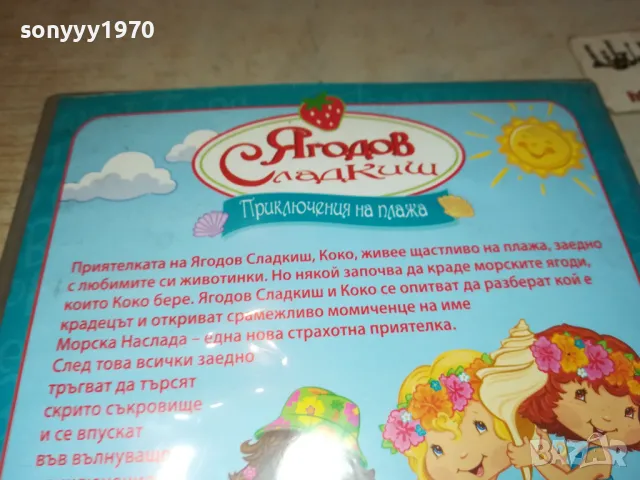 sonyyy1970
Ягодов
Сладкиш
Приключения на плажа
Приятелката на Ягодов Сладкиш, Коко, живее щастливо на плажа, заедно
с любимите си животинки. Но някой започва да краде морските ягоди,
които Коко бере. Ягодов Сладкиш и Коко се опитват да разберат кой е
крадецът и откриват срамежливо момиченце на име
Морска Наслада – една нова страхотна приятелка.
След това всички заедно
тръгват да търсят
скрито съкровище
и се впускат
във вълнуващо
BAZAR